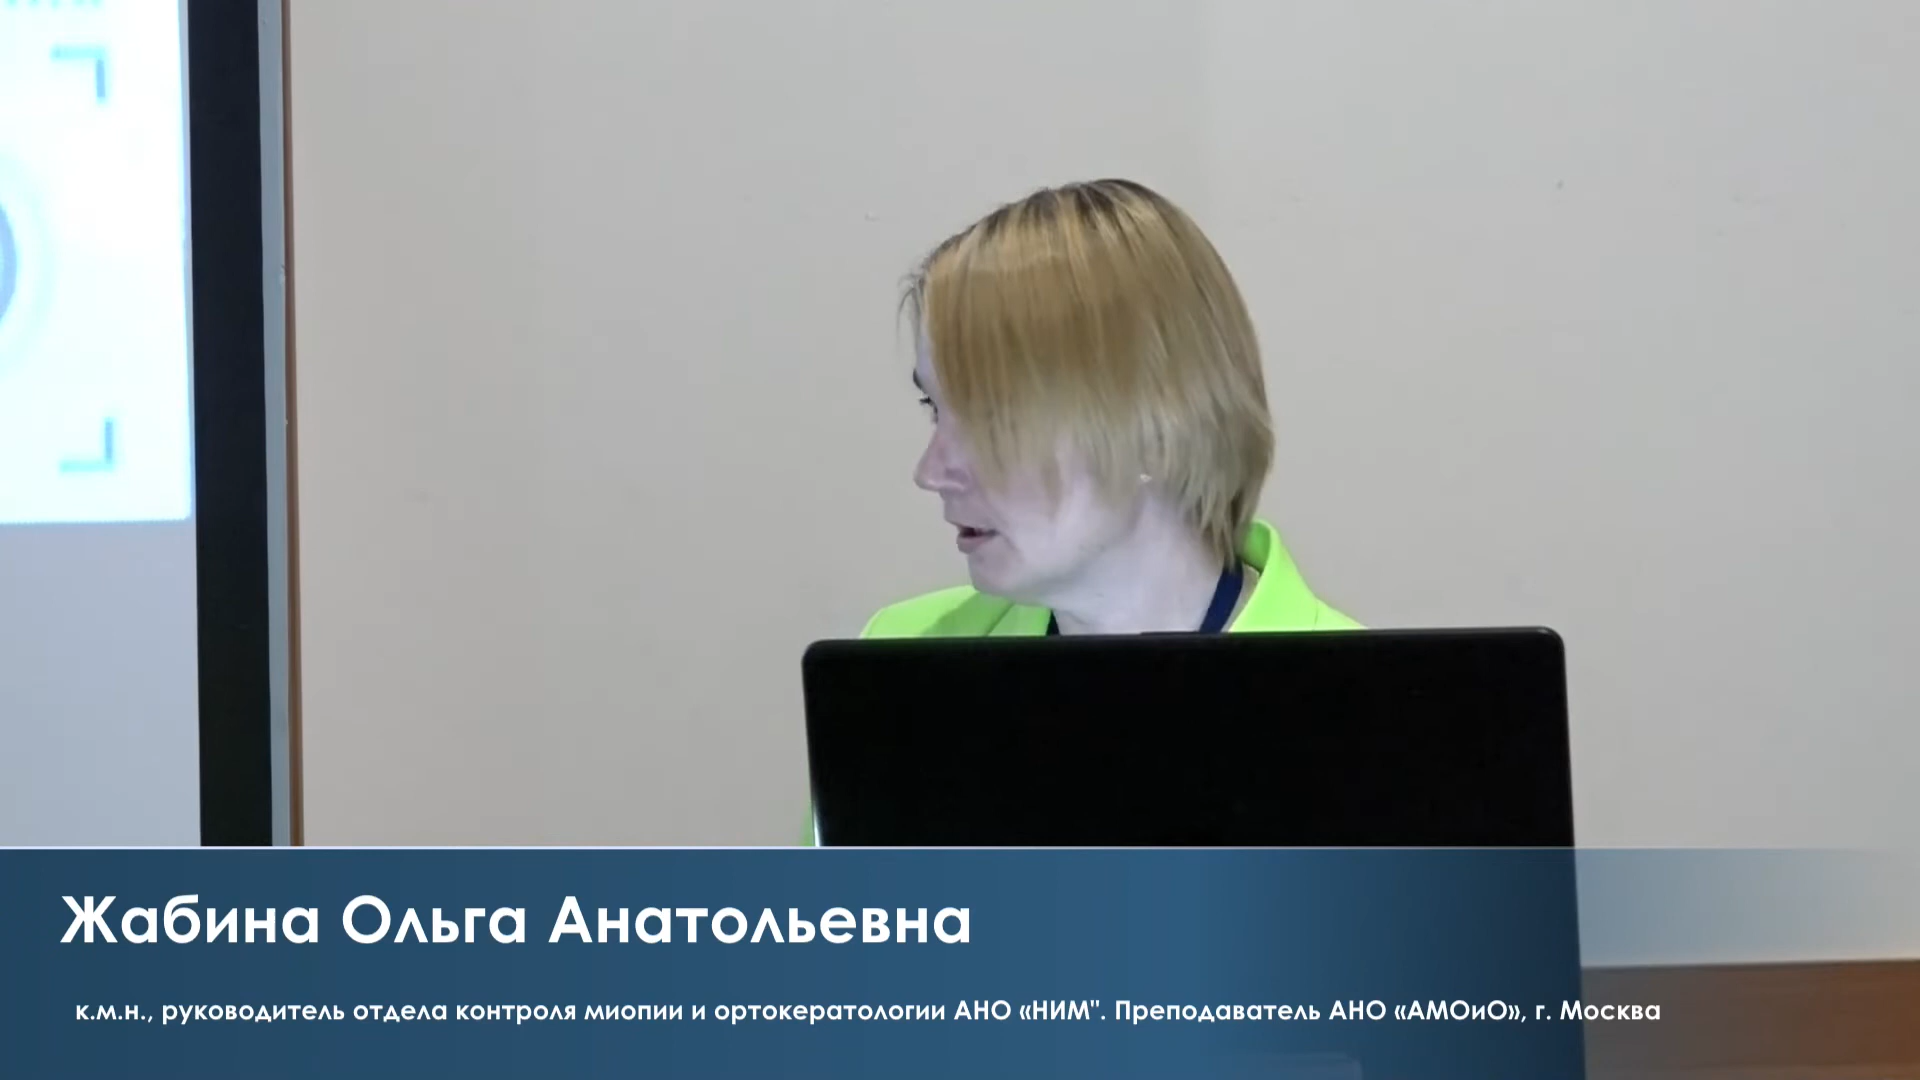 Жабина Ольга Анатольевна
к.м.н., руководитель отдела контроля миопии и ортокератологии АНО «НИМ". Преподаватель АНО «АМОиО», г. Москва